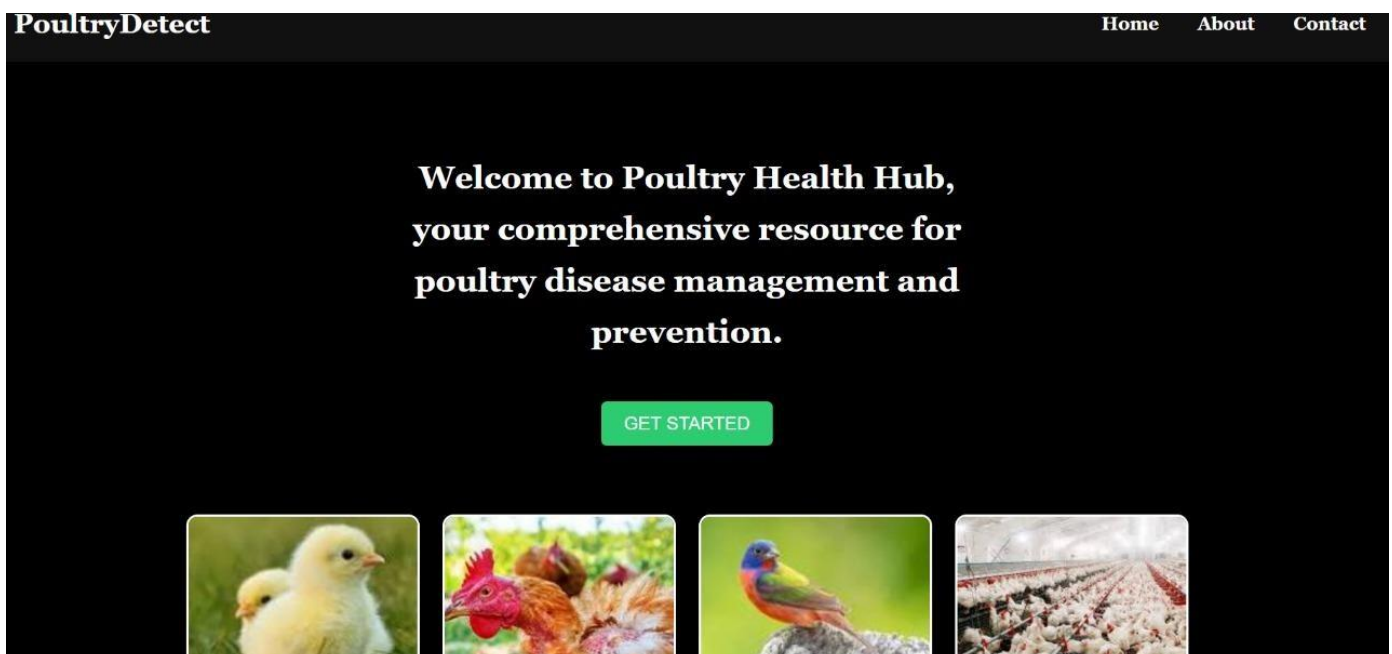 PoultryDetect
Home About Contact
Welcome to Poultry Health Hub,
your comprehensive resource for
poultry disease management and
prevention.
GET STARTED